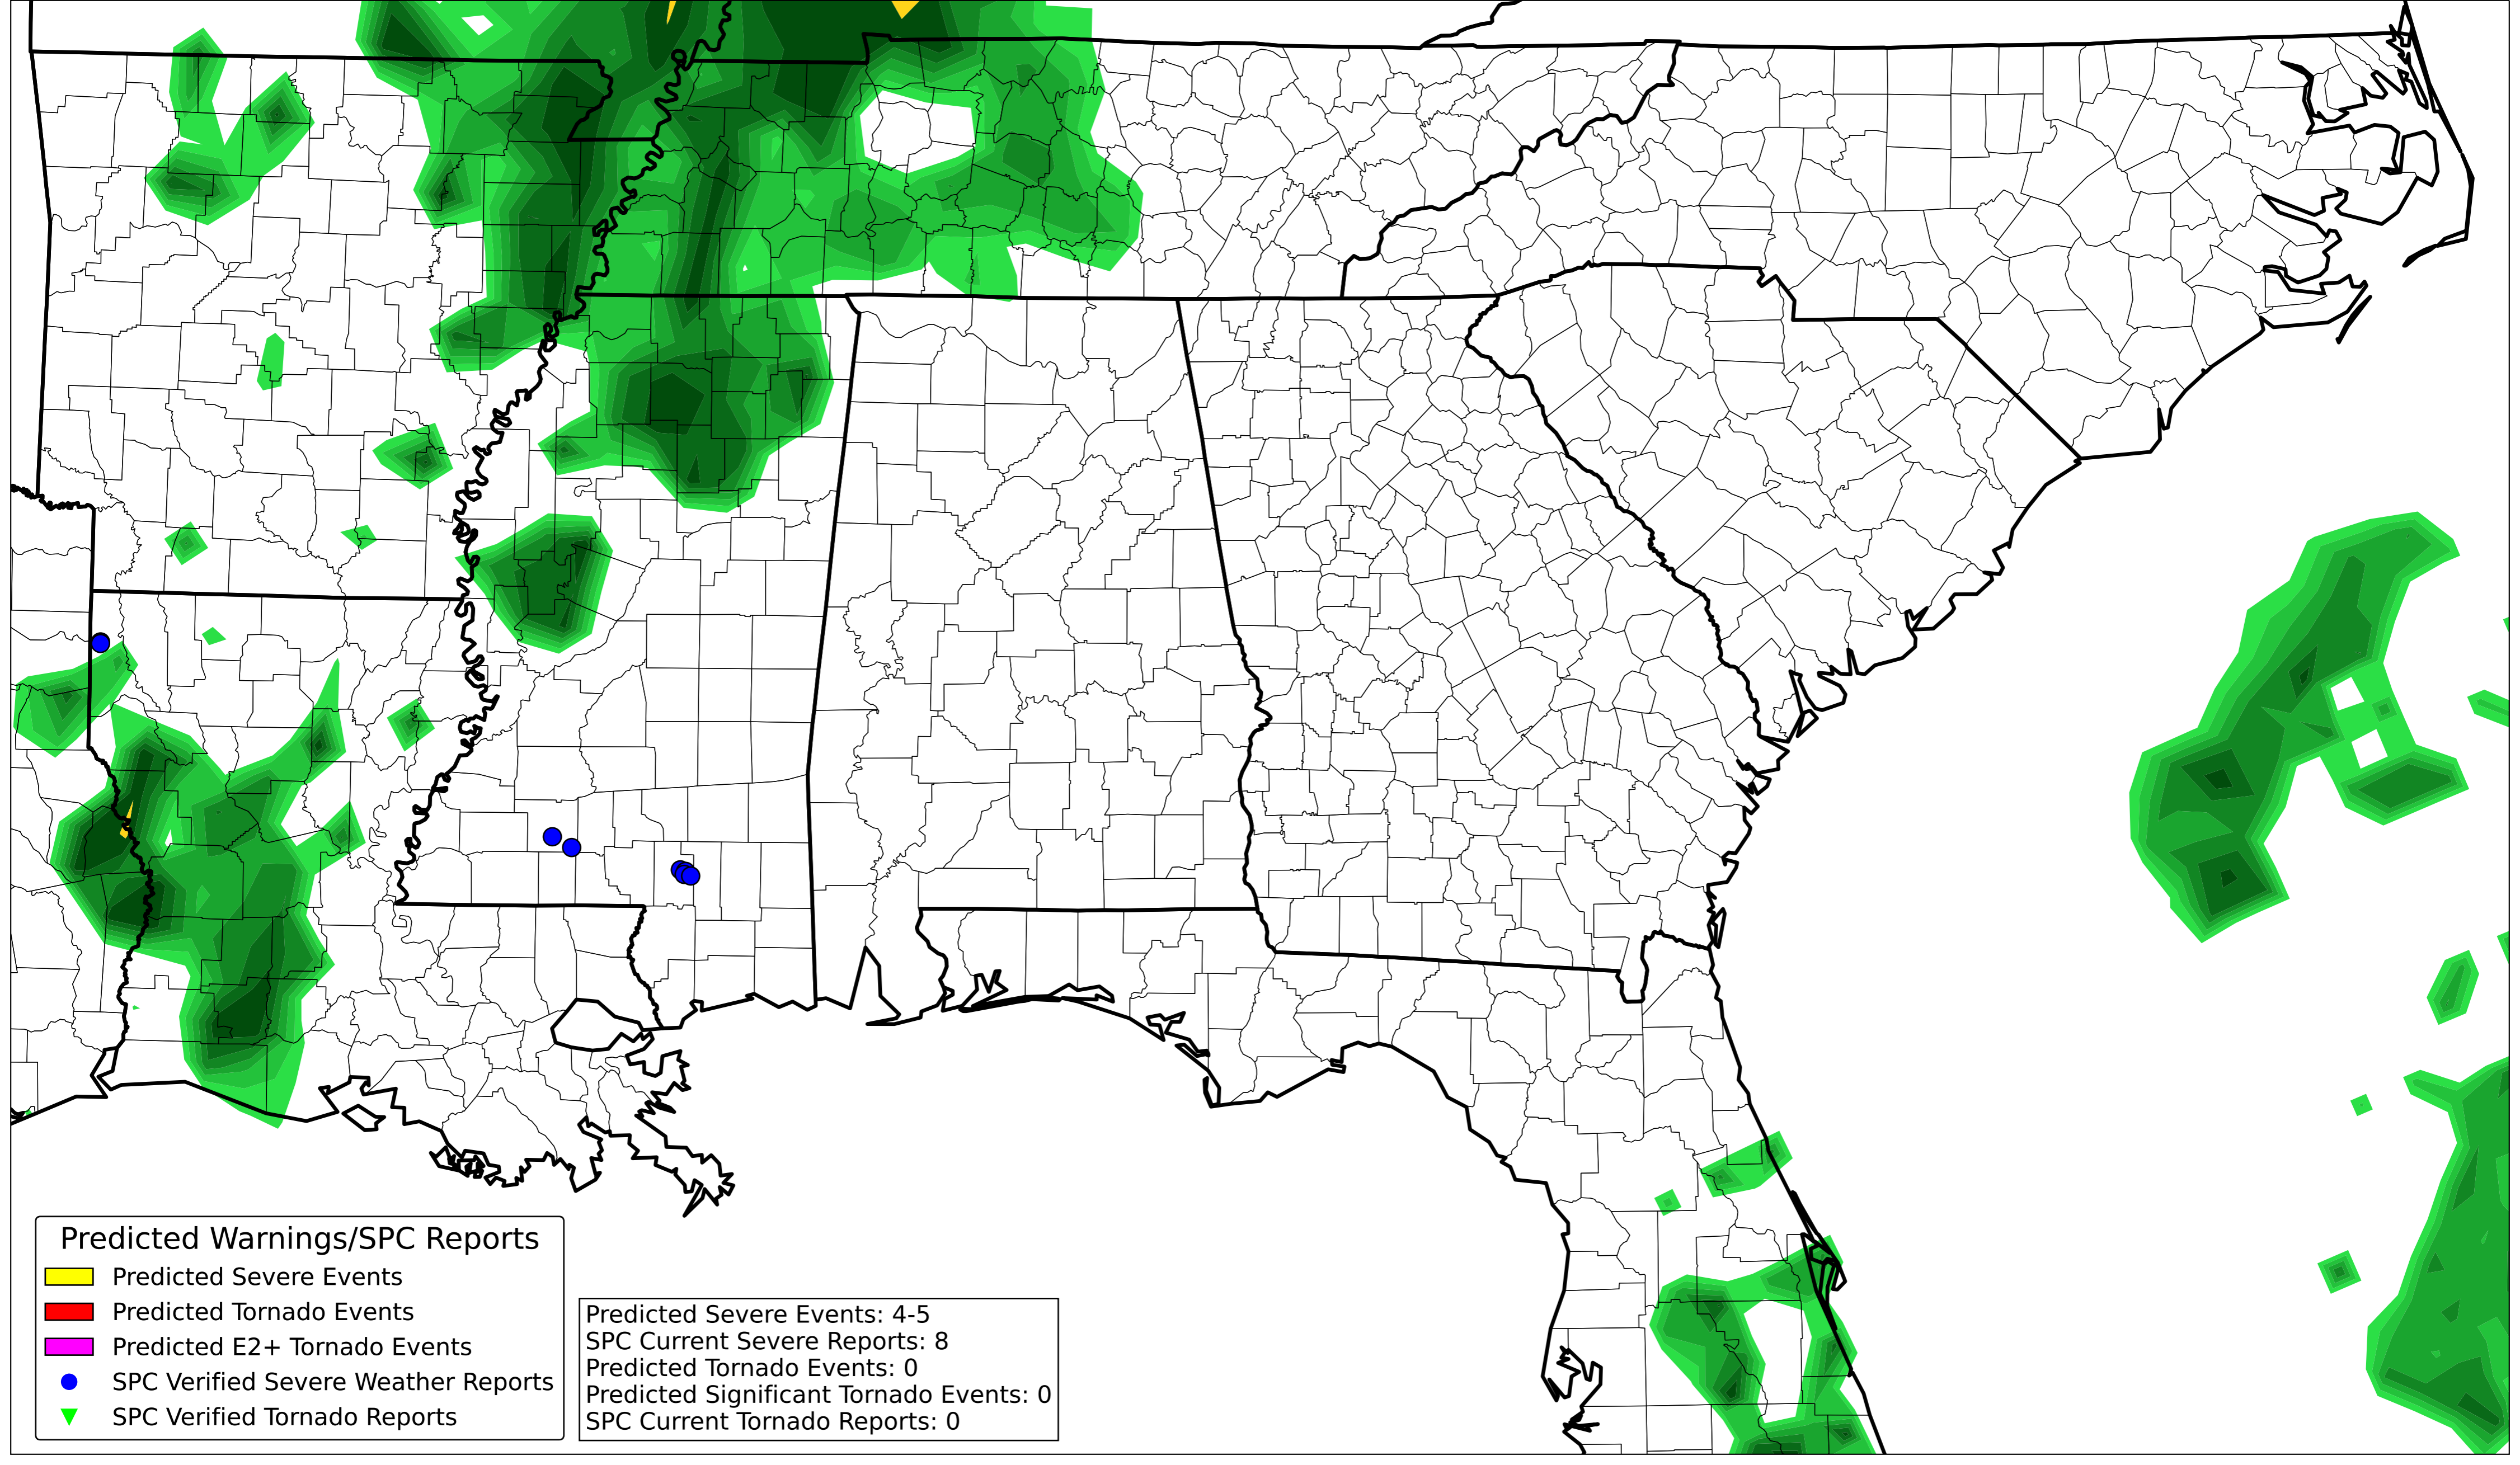 Predicted Warnings/SPC Reports
Predicted Severe Events
Predicted Tornado Events
Predicted E2+ Tornado Events
SPC Verified Severe Weather Reports
SPC Verified Tornado Reports
Predicted Severe Events: 4-5
SPC Current Severe Reports: 8
Predicted Tornado Events: 0
Predicted Significant Tornado Events: 0
SPC Current Tornado Reports: 0